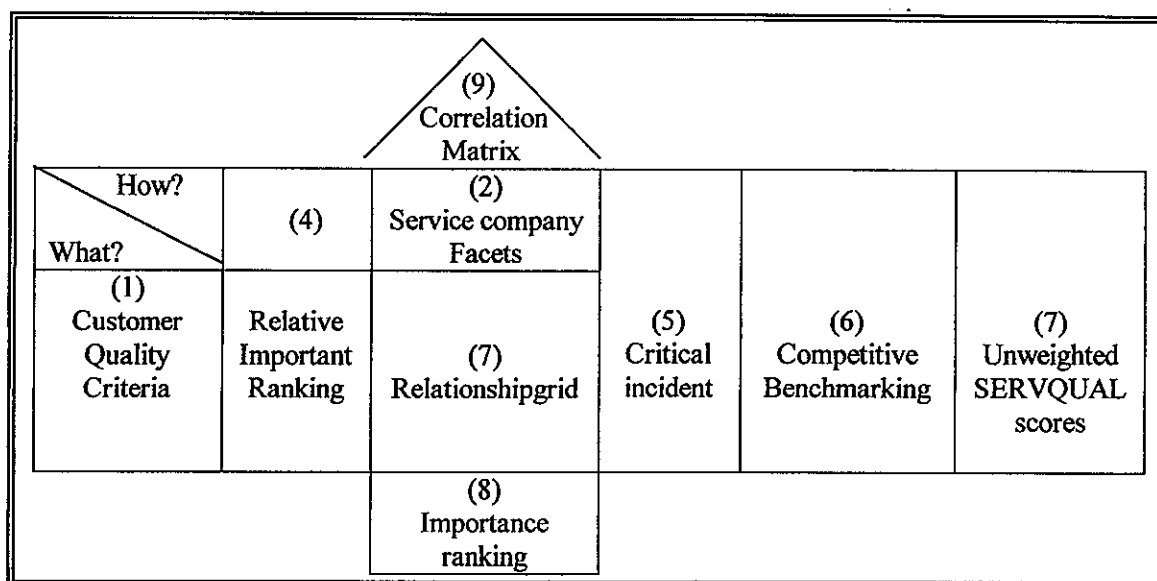 (9)
Correlation
Matrix
How?
What?
(4)
(2)
Service company
Facets
(1)
Customer
Quality
Criteria
Relative
Important
Ranking
(7)
Relationshipgrid
(5)
Critical
incident
(6)
Competitive
Benchmarking
(7)
Unweighted
SERVQUAL
scores
(8)
Importance
ranking